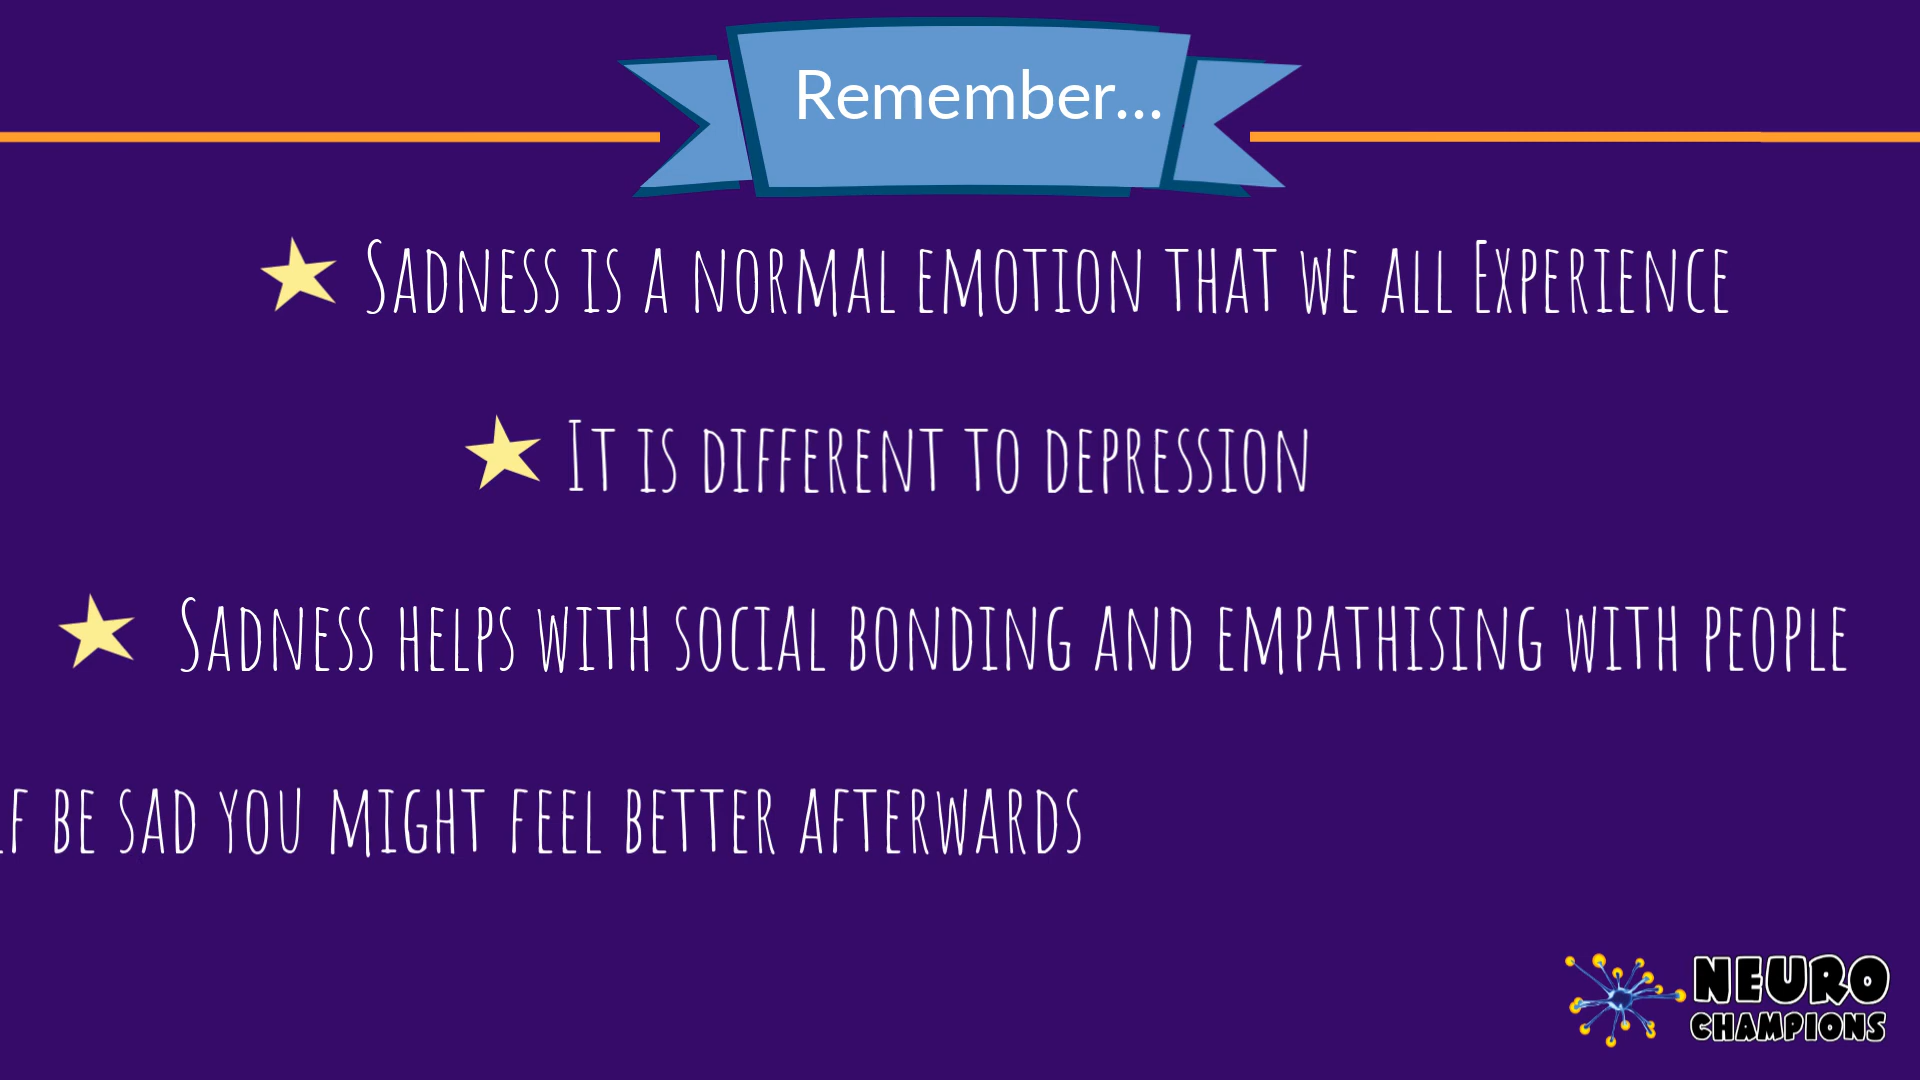 Remember...
Sadness is a normal emotion that we all Experience
It is different to depression
Sadness helps with social bonding and empathising with people
be sad you might feel better afterwards
NEURO
CHAMPIONS